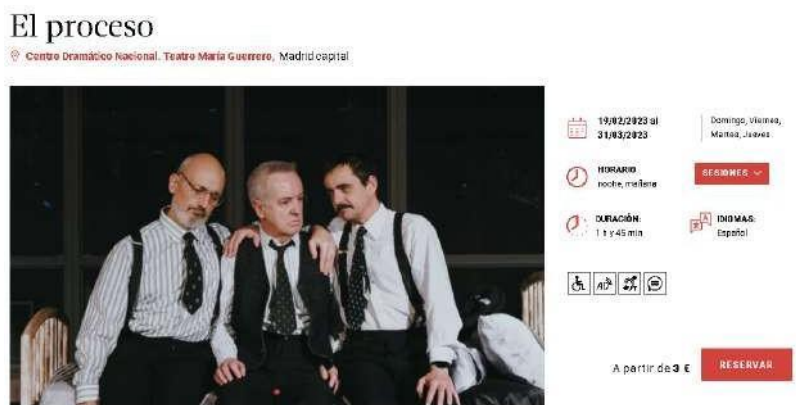 El proceso
Centro Dramático Nacional. Teatro María Guerrero, Madrid capital
19/02/2023 al
31/03/2023
Domingo, Viernes,
Martes, Jueves
HORARIO
noche, mañana
SESIONES
DURACIÓN:
1 h y 45 min
IDIOMAS:
Español
AD
A partir de 3 €
RESERVAR